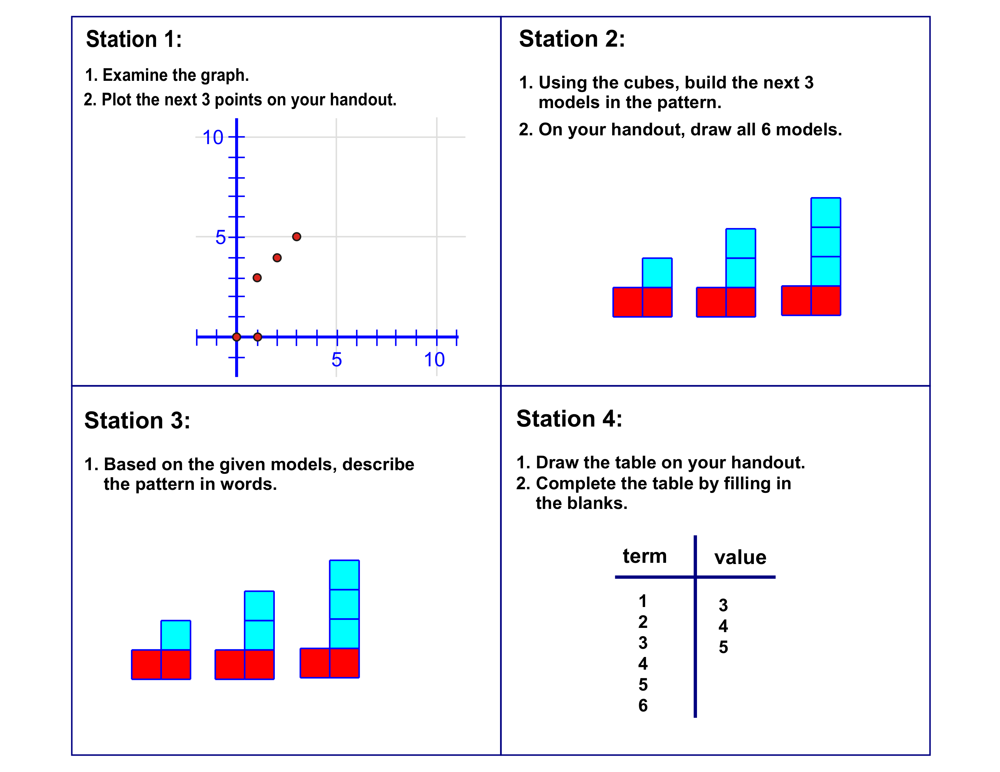 Station 1:
1. Examine the graph.
2. Plot the next 3 points on your handout.
10
5
5
10
Station 2:
1. Using the cubes, build the next 3
models in the pattern.
2. On your handout, draw all 6 models.
Station 3:
1. Based on the given models, describe
the pattern in words.
Station 4:
1. Draw the table on your handout.
2. Complete the table by filling in
the blanks.
term value
1 3
2 4
3 5
4
5
6